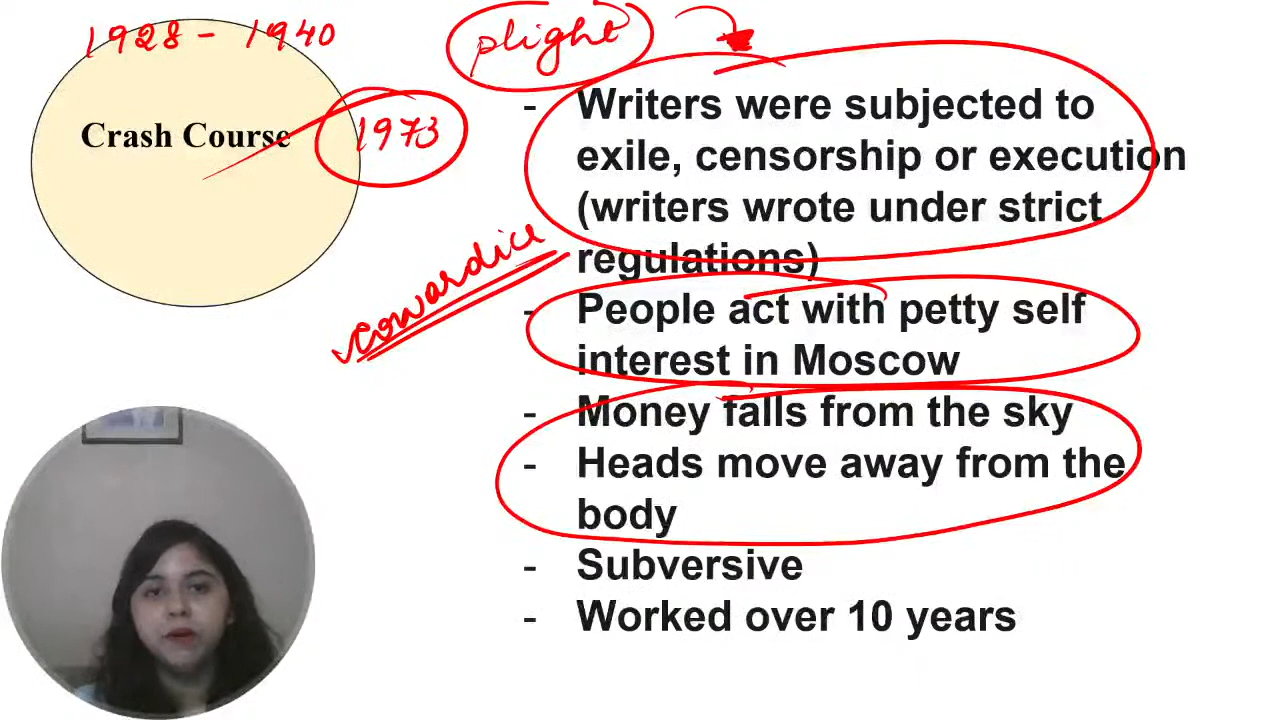 1928 - 1940
plight
Crash Course
1973
- Writers were subjected to
exile, censorship or execution
(writers wrote under strict
regulations)
cowardice
- People act with petty self
interest in Moscow
- Money falls from the sky
- Heads move away from the
body
- Subversive
- Worked over 10 years